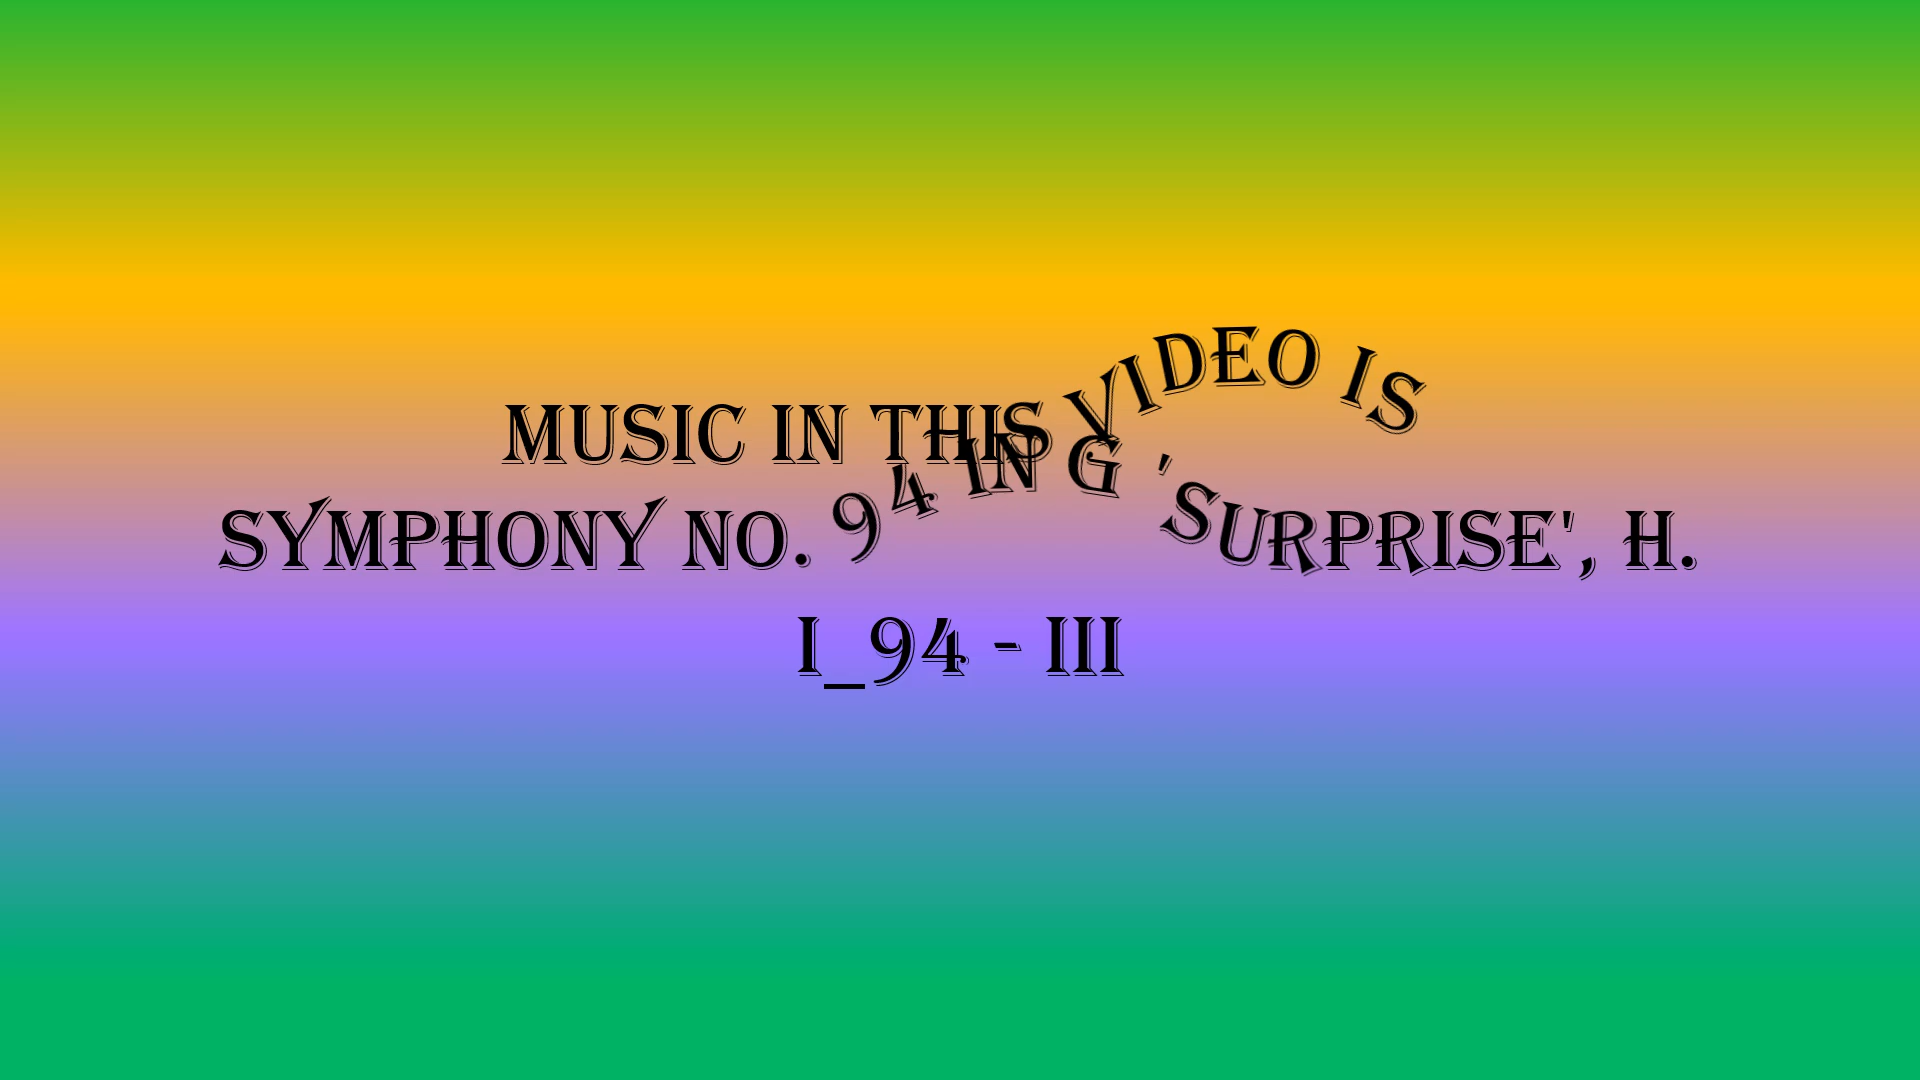 MUSIC IN THIS VIDEO IS
SYMPHONY NO. 94 IN G 'SURPRISE', H.
I_94 - III